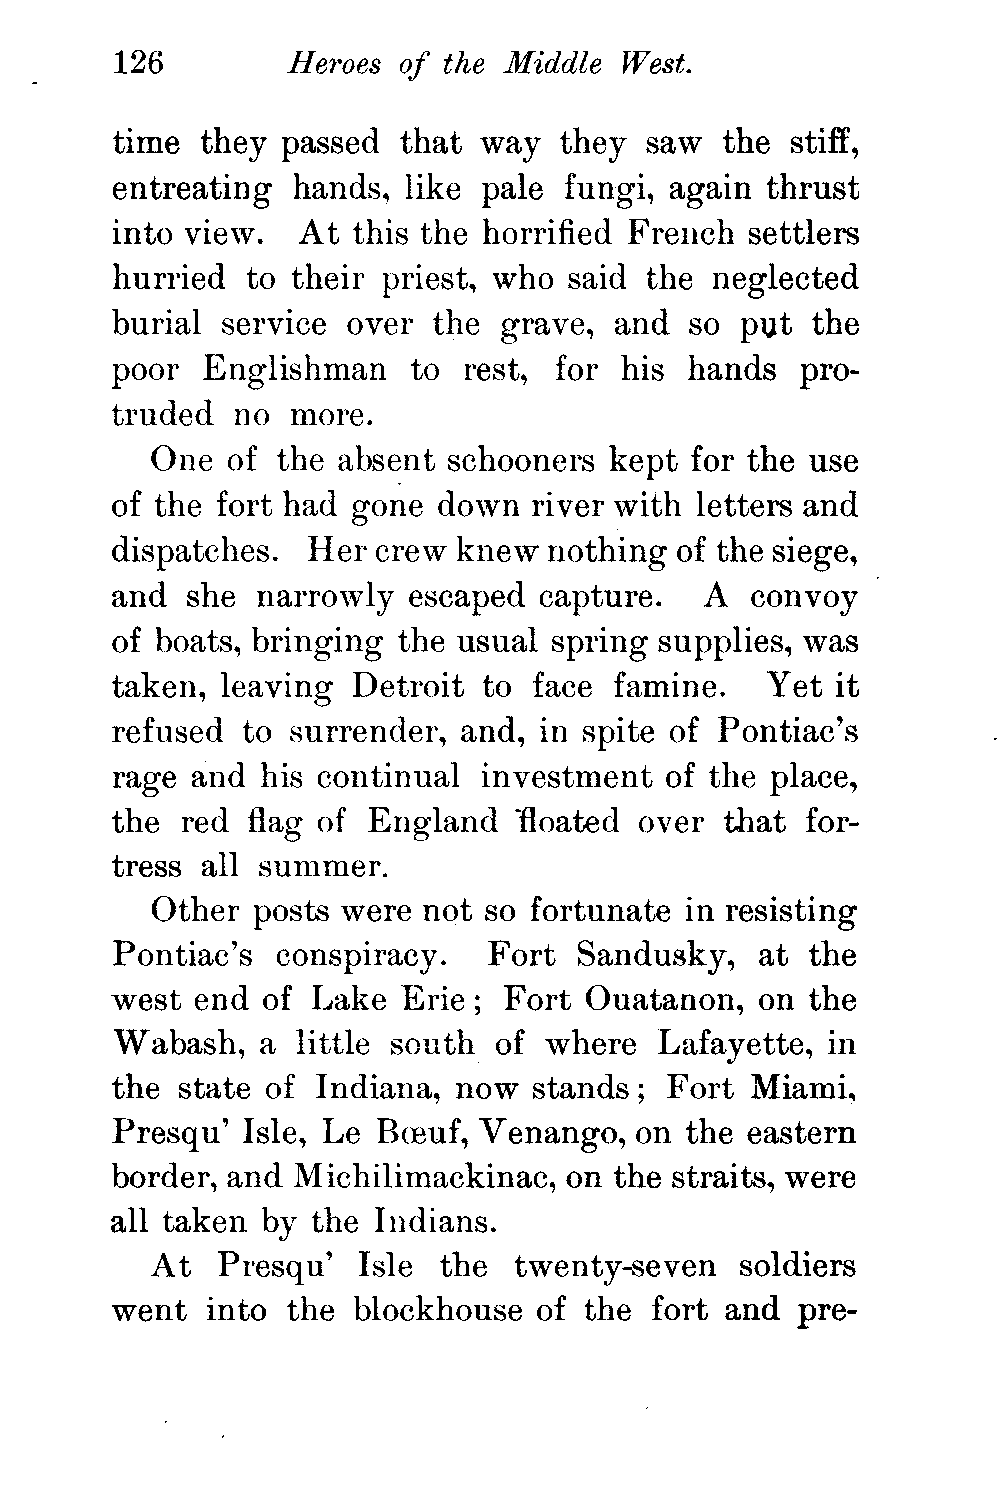 126 Heroes of the Middle West.
time they passed that way they saw the stiff,
entreating hands, like pale fungi, again thrust
into view. At this the horrified French settlers
hurried to their priest, who said the neglected
burial service over the grave, and so put the
poor Englishman to rest, for his hands pro-
truded no more.
One of the absent schooners kept for the use
of the fort had gone down river with letters and
dispatches. Her crew knew nothing of the siege,
and she narrowly escaped capture. A convoy
of boats, bringing the usual spring supplies, was
taken, leaving Detroit to face famine. Yet it
refused to surrender, and, in spite of Pontiac's
rage and his continual investment of the place,
the red flag of England floated over that for-
tress all summer.
Other posts were not so fortunate in resisting
Pontiac's conspiracy. Fort Sandusky, at the
west end of Lake Erie; Fort Ouatanon, on the
Wabash, a little south of where Lafayette, in
the state of Indiana, now stands; Fort Miami,
Presqu' Isle, Le Bœuf, Venango, on the eastern
border, and Michilimackinac, on the straits, were
all taken by the Indians.
At Presqu' Isle the twenty-seven soldiers
went into the blockhouse of the fort and pre-